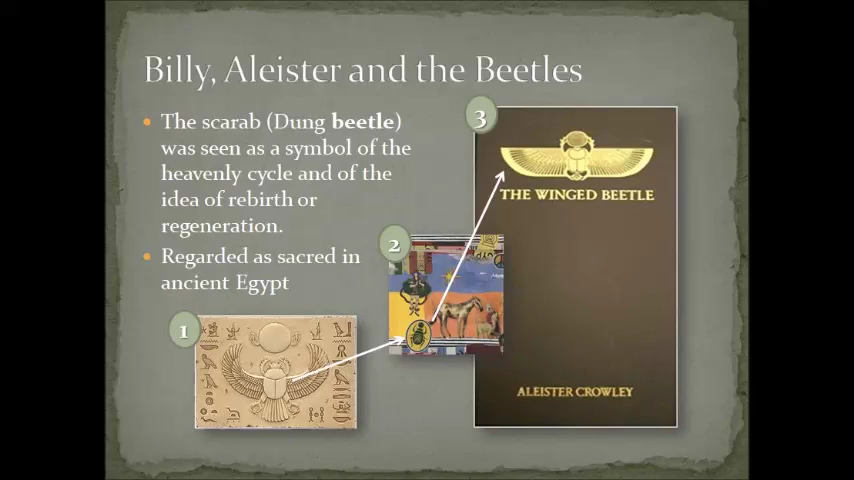 Billy, Aleister and the Beetles
The scarab (Dung beetle)
was seen as a symbol of the
heavenly cycle and of the
idea of rebirth or
regeneration.
Regarded as sacred in
ancient Egypt
1
2
3
THE WINGED BEETLE
ALEISTER CROWLEY